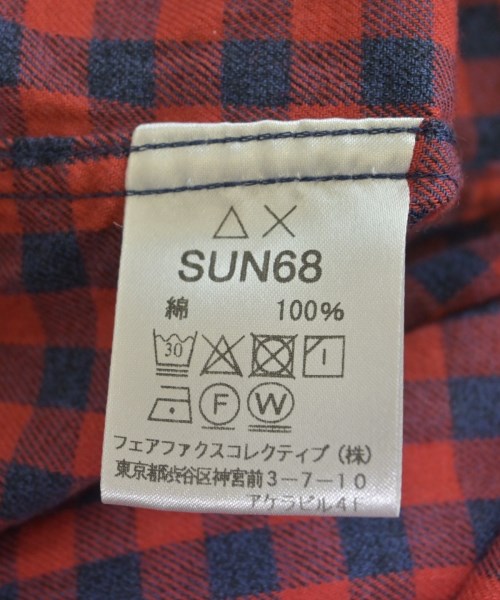 SUN68
綿 100%
30
F W
フェアファクスコレクティブ (株)
東京都渋谷区神宮前3-7-10
アケラビル4F